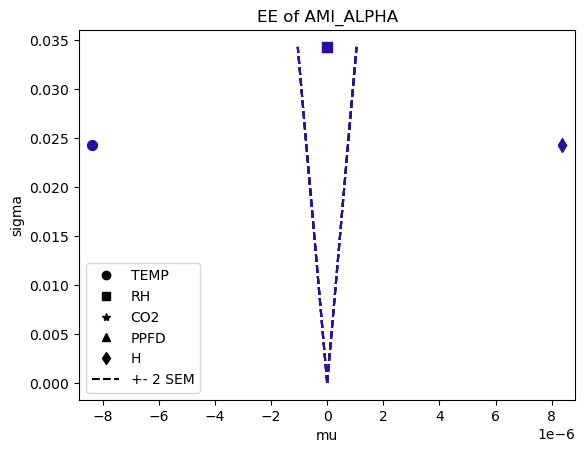 EE of AMI_ALPHA
sigma
0.035
0.030
0.025
0.020
0.015
0.010
0.005
0.000
TEMP
RH
CO2
PPFD
H
+- 2 SEM
−8 −6 −4 −2 0 2 4 6 8
1e−6
mu